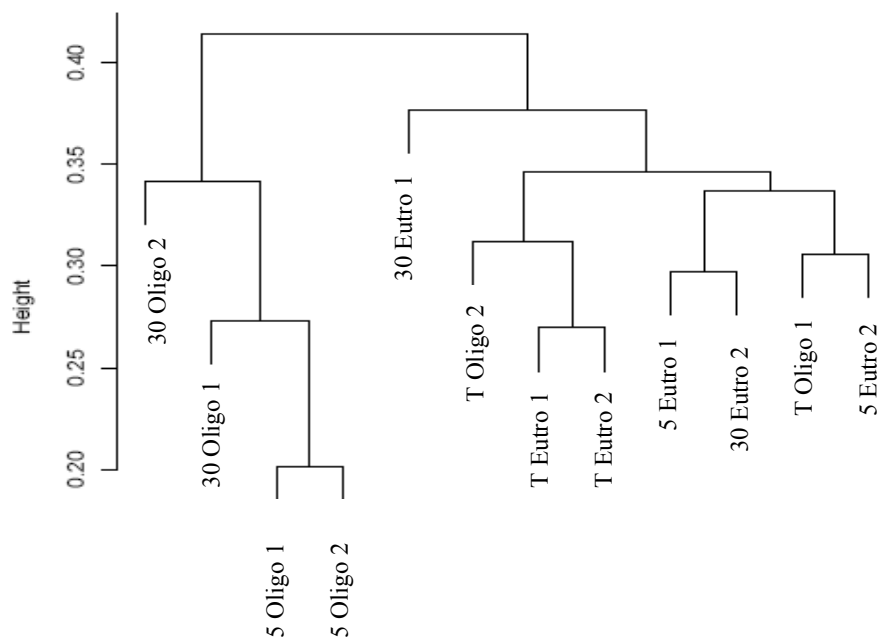 Height
0.40
0.35
0.30
0.25
0.20
30 Oligo 2
30 Oligo 1
5 Oligo 1
5 Oligo 2
30 Eutro 1
T Oligo 2
T Eutro 1
T Eutro 2
5 Eutro 1
30 Eutro 2
T Oligo 1
5 Eutro 2